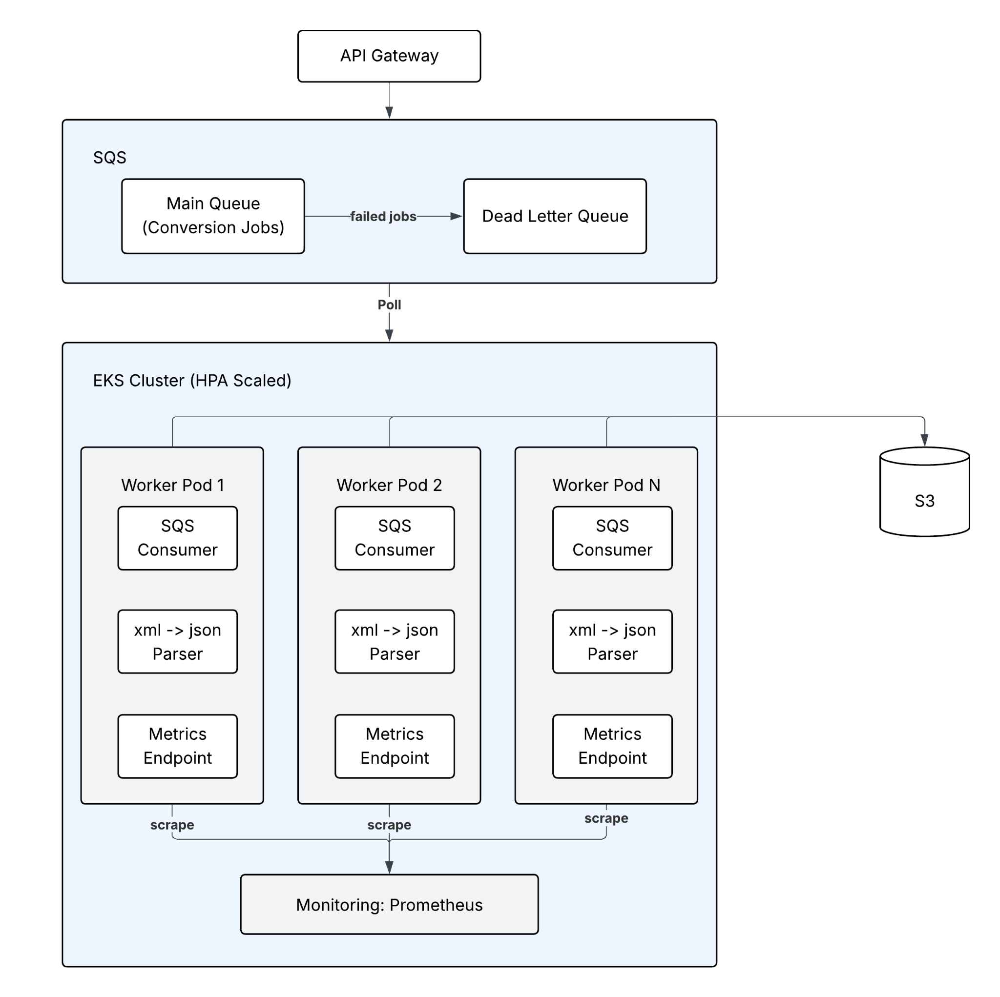 API Gateway
SQS
Main Queue
(Conversion Jobs)
failed jobs
Dead Letter Queue
Poll
EKS Cluster (HPA Scaled)
Worker Pod 1
SQS
Consumer
xml -> json
Parser
Metrics
Endpoint
Worker Pod 2
SQS
Consumer
xml -> json
Parser
Metrics
Endpoint
Worker Pod N
SQS
Consumer
xml -> json
Parser
Metrics
Endpoint
S3
scrape
scrape
scrape
Monitoring: Prometheus